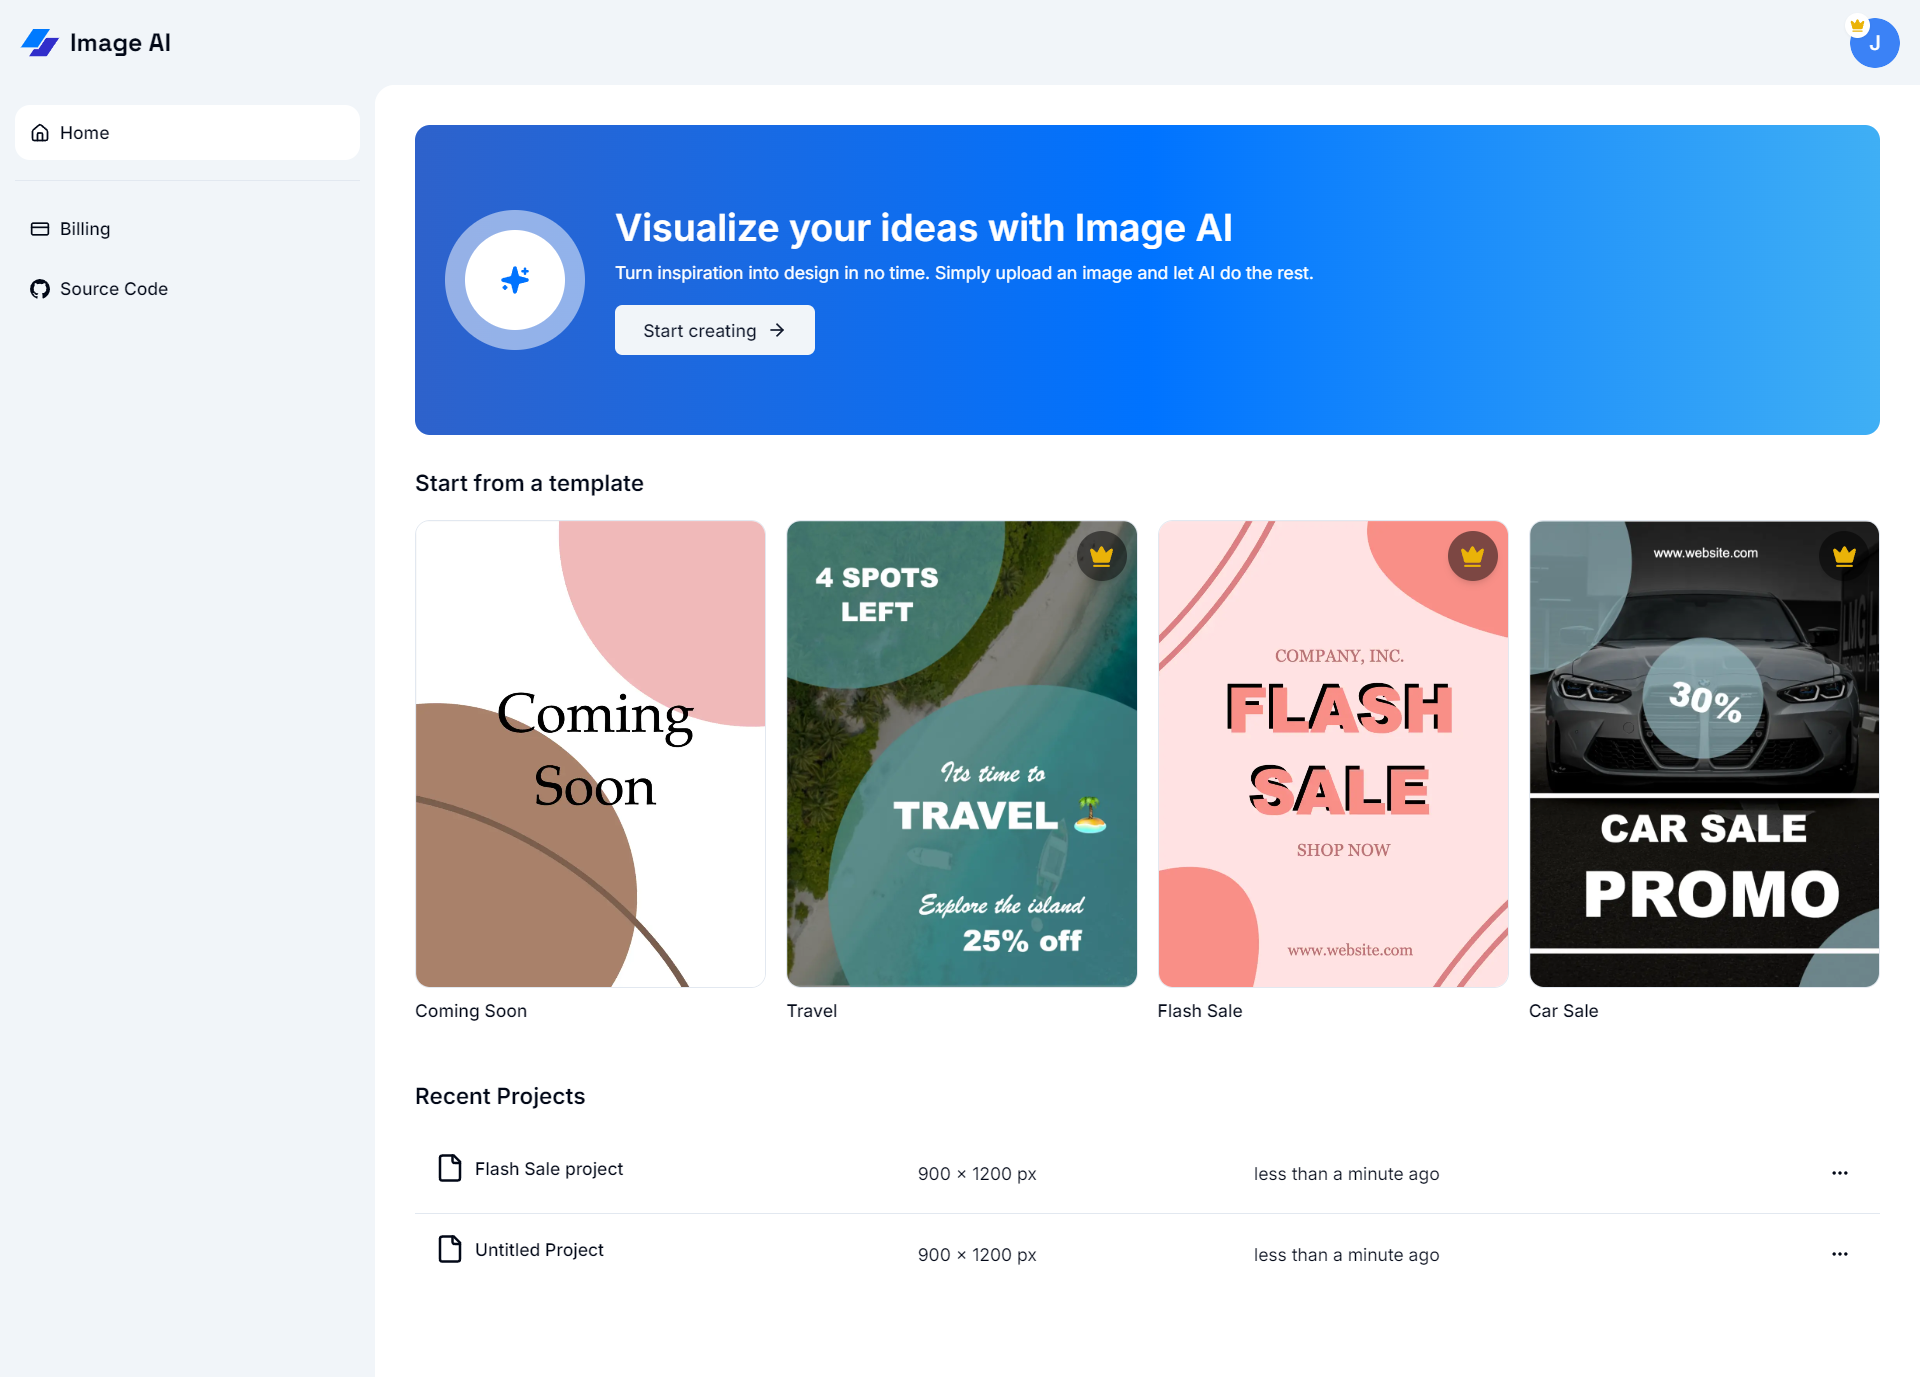 Image AI
J
Home
Billing
Source Code
Visualize your ideas with Image AI
Turn inspiration into design in no time. Simply upload an image and let AI do the rest.
Start creating
Start from a template
Coming
Soon
Coming Soon
4 SPOTS
LEFT
Its time to
TRAVEL
Explore the island
25% off
Travel
COMPANY, INC.
FLASH
SALE
SHOP NOW
www.website.com
Flash Sale
www.website.com
30%
CAR SALE
PROMO
Car Sale
Recent Projects
Flash Sale project 900 × 1200 px less than a minute ago
Untitled Project 900 × 1200 px less than a minute ago